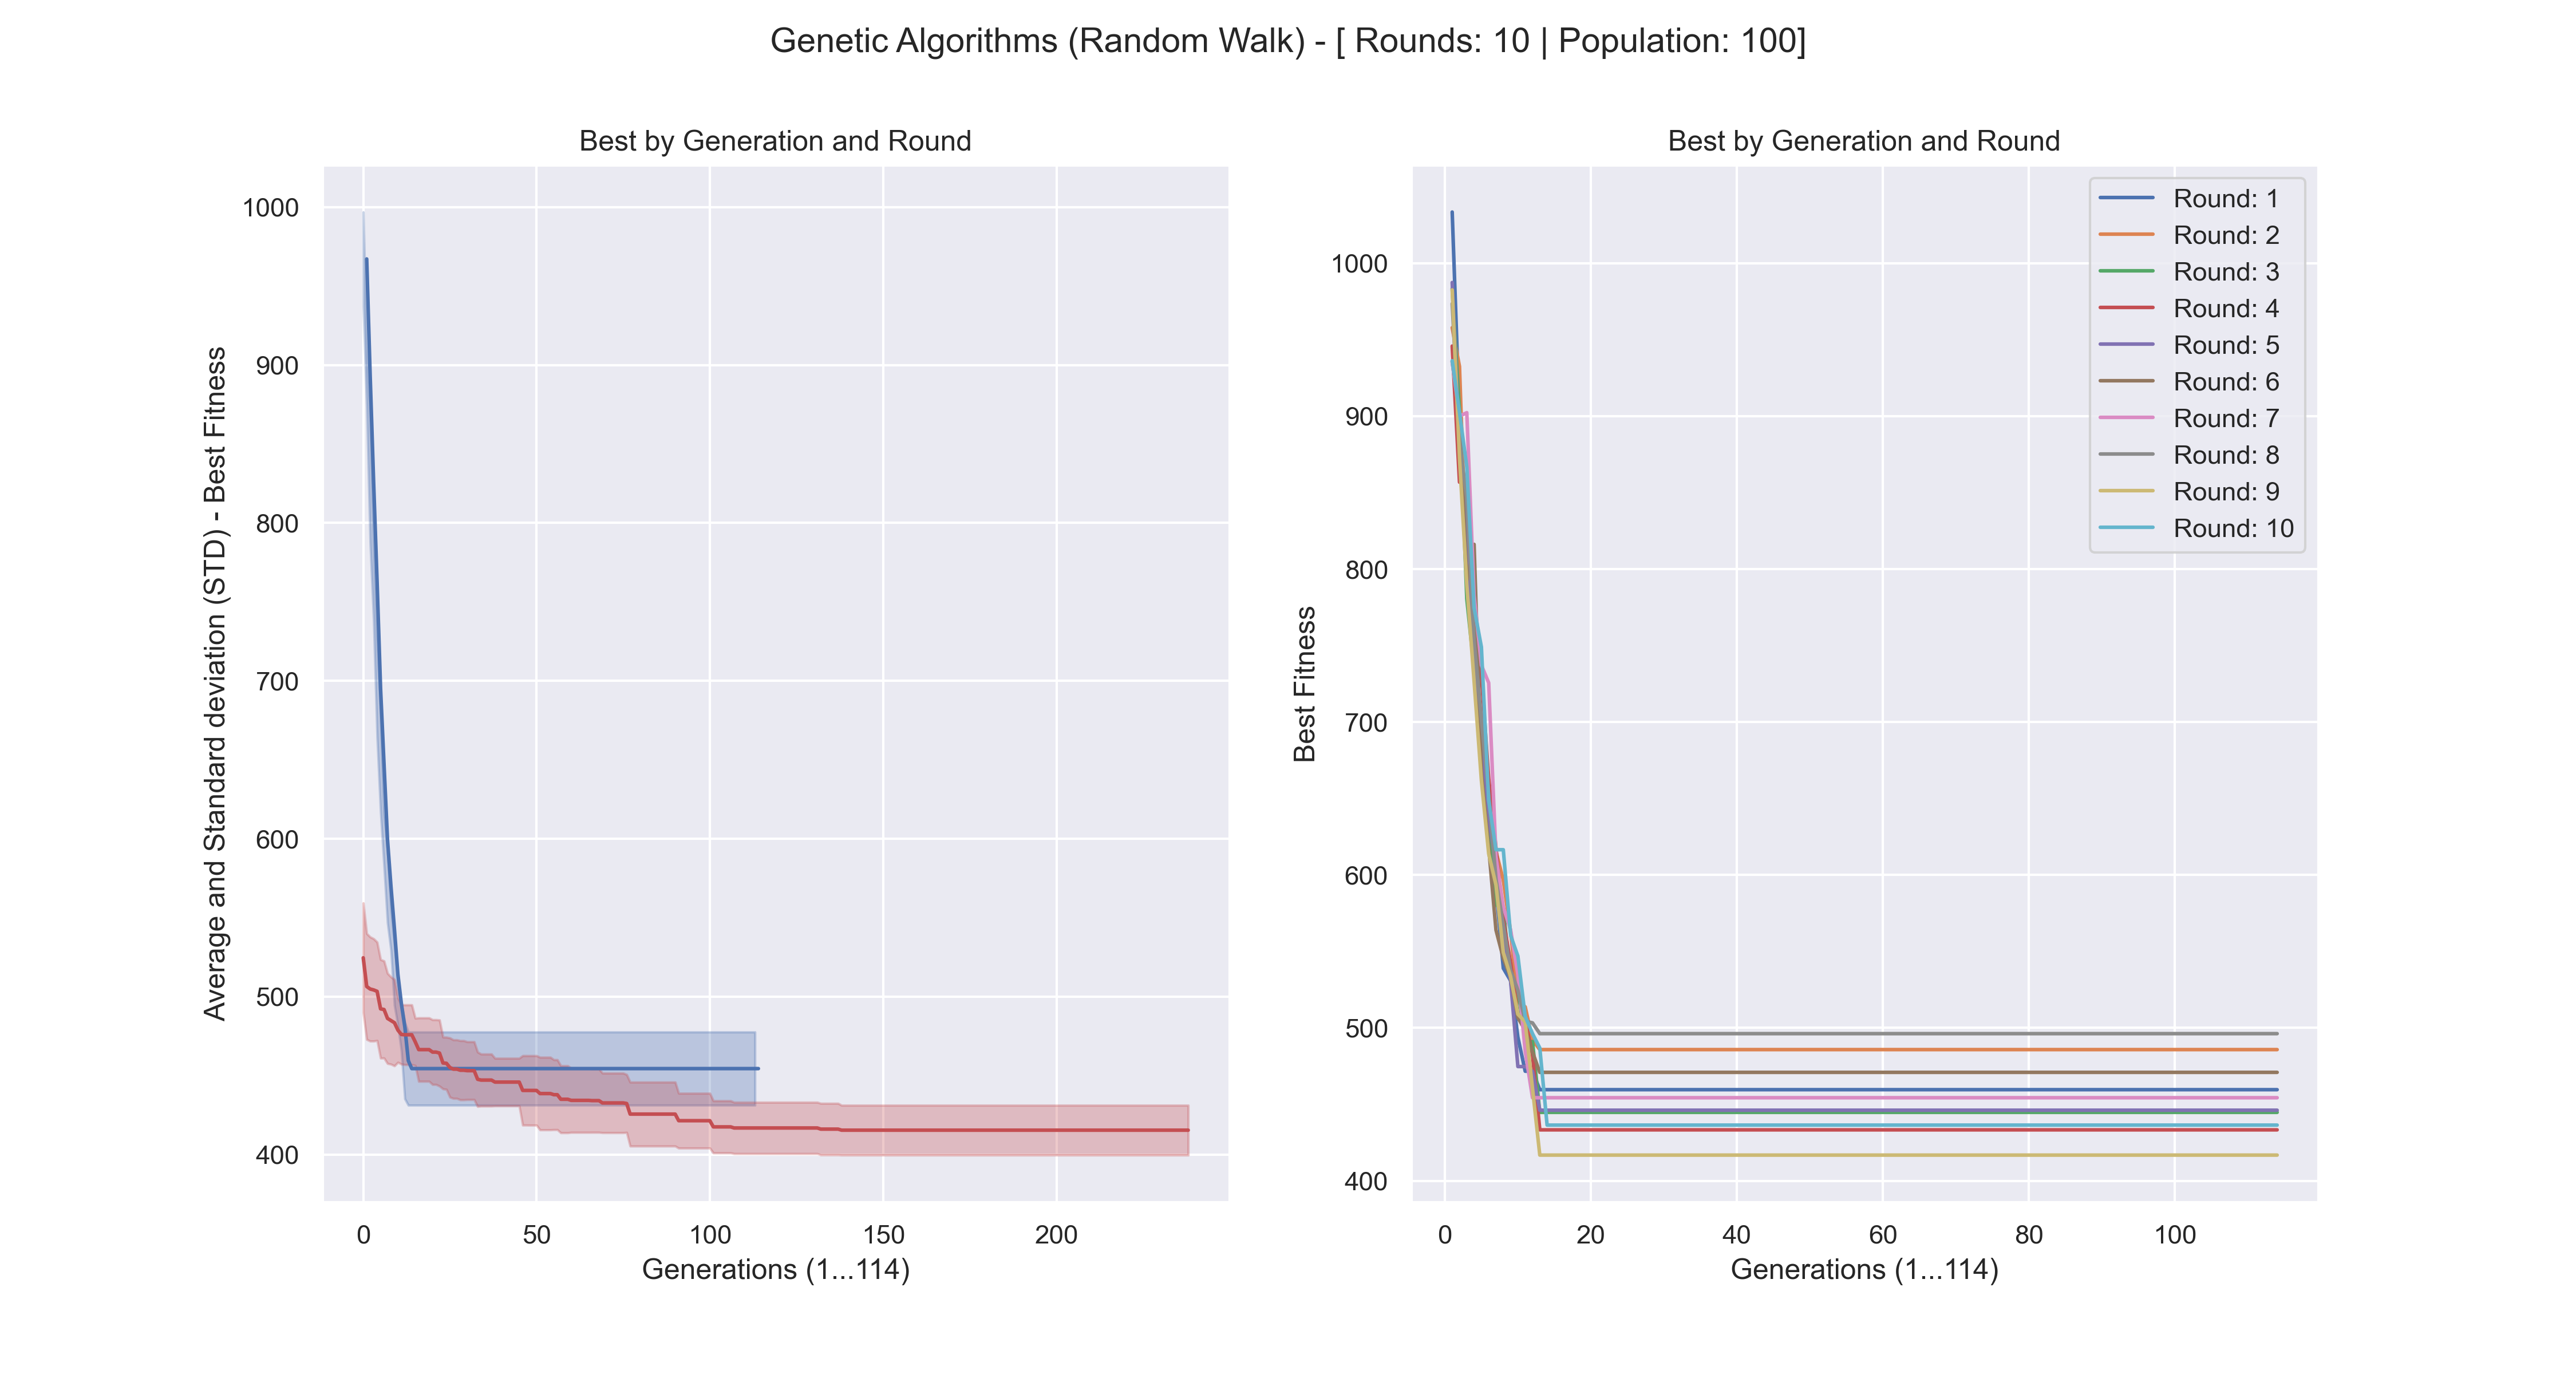 Genetic Algorithms (Random Walk) - [ Rounds: 10 | Population: 100]
Best by Generation and Round
Average and Standard deviation (STD) - Best Fitness
1000
900
800
700
600
500
400
0
50
100
150
200
Generations (1...114)
Best by Generation and Round
Best Fitness
1000
900
800
700
600
500
400
0
20
40
60
80
100
Generations (1...114)
Round: 1
Round: 2
Round: 3
Round: 4
Round: 5
Round: 6
Round: 7
Round: 8
Round: 9
Round: 10